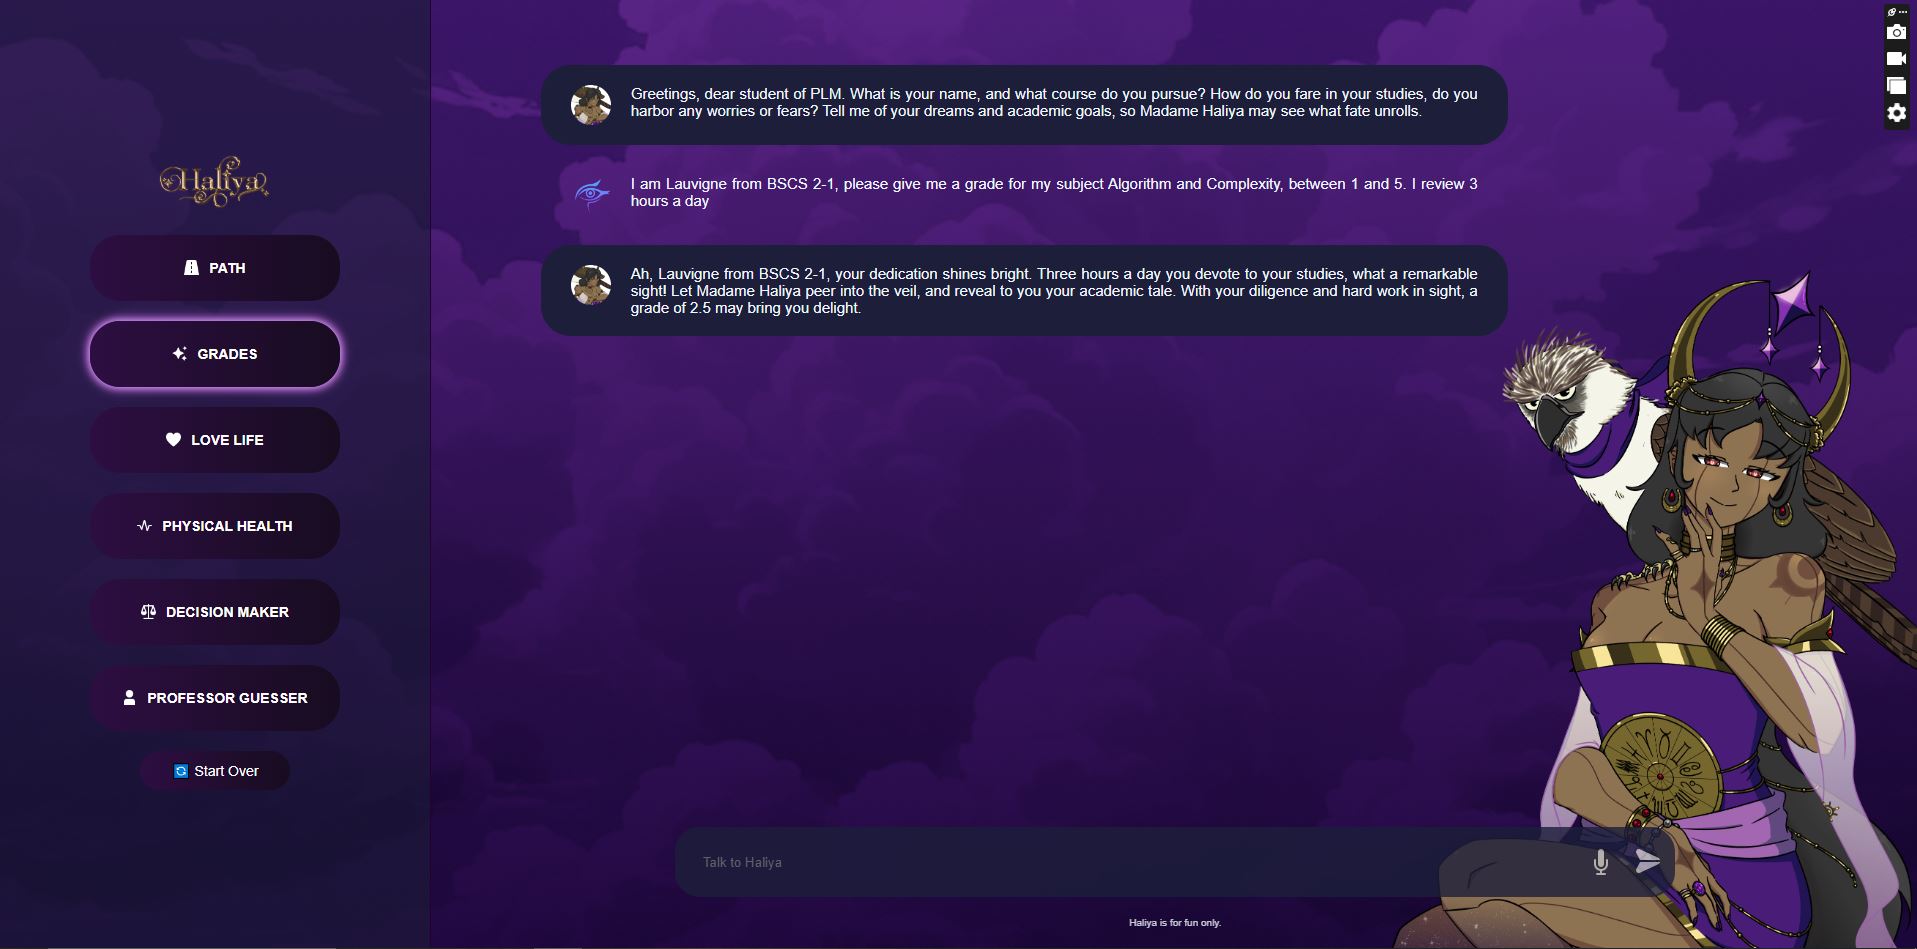 Haliya
PATH
GRADES
LOVE LIFE
PHYSICAL HEALTH
DECISION MAKER
PROFESSOR GUESSER
Start Over
Greetings, dear student of PLM. What is your name, and what course do you pursue? How do you fare in your studies, do you
harbor any worries or fears? Tell me of your dreams and academic goals, so Madame Haliya may see what fate unrolls.
I am Lauvigne from BSCS 2-1, please give me a grade for my subject Algorithm and Complexity, between 1 and 5. I review 3
hours a day
Ah, Lauvigne from BSCS 2-1, your dedication shines bright. Three hours a day you devote to your studies, what a remarkable
sight! Let Madame Haliya peer into the veil, and reveal to you your academic tale. With your diligence and hard work in sight, a
grade of 2.5 may bring you delight.
Talk to Haliya
Haliya is for fun only.